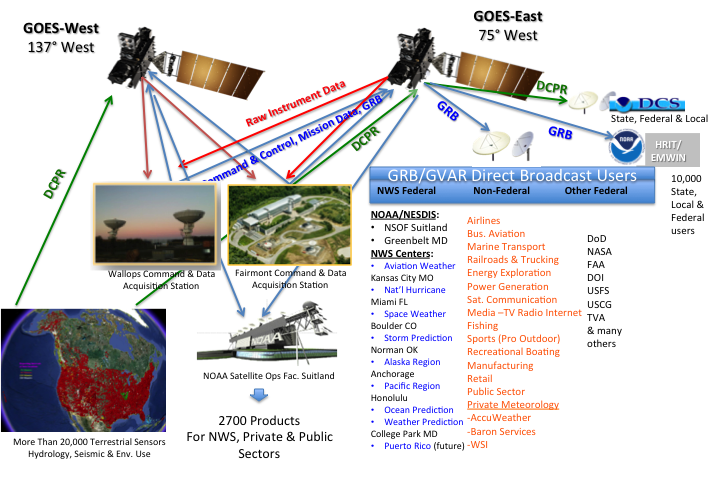 GOES-West
137° West
GOES-East
75° West
DCPR
DCS
State, Federal & Local
Raw Instrument Data
Command & Control, Mission Data, GRB
DCPR
GRB
GRB
NOAA
HRIT/
EMWIN
DCPR
GRB/GVAR Direct Broadcast Users
NWS Federal Non-Federal Other Federal
10,000
State,
Local &
Federal
users
Wallops Command & Data
Acquisition Station
Fairmont Command & Data
Acquisition Station
NOAA
NOAA Satellite Ops Fac. Suitland
2700 Products
For NWS, Private & Public
Sectors
More Than 20,000 Terrestrial Sensors
Hydrology, Seismic & Env. Use
NOAA/NESDIS:
• NSOF Suitland
• Greenbelt MD
NWS Centers:
• Aviation Weather
Kansas City MO
• Nat'l Hurricane
Miami FL
• Space Weather
Boulder CO
• Storm Prediction
Norman OK
• Alaska Region
Anchorage
• Pacific Region
Honolulu
• Ocean Prediction
• Weather Prediction
College Park MD
• Puerto Rico (future)
Airlines
Bus. Aviation
Marine Transport
Railroads & Trucking
Energy Exploration
Power Generation
Sat. Communication
Media –TV Radio Internet
Fishing
Sports (Pro Outdoor)
Recreational Boating
Manufacturing
Retail
Public Sector
Private Meteorology
-AccuWeather
-Baron Services
-WSI
DoD
NASA
FAA
DOI
USFS
USCG
TVA
& many
others